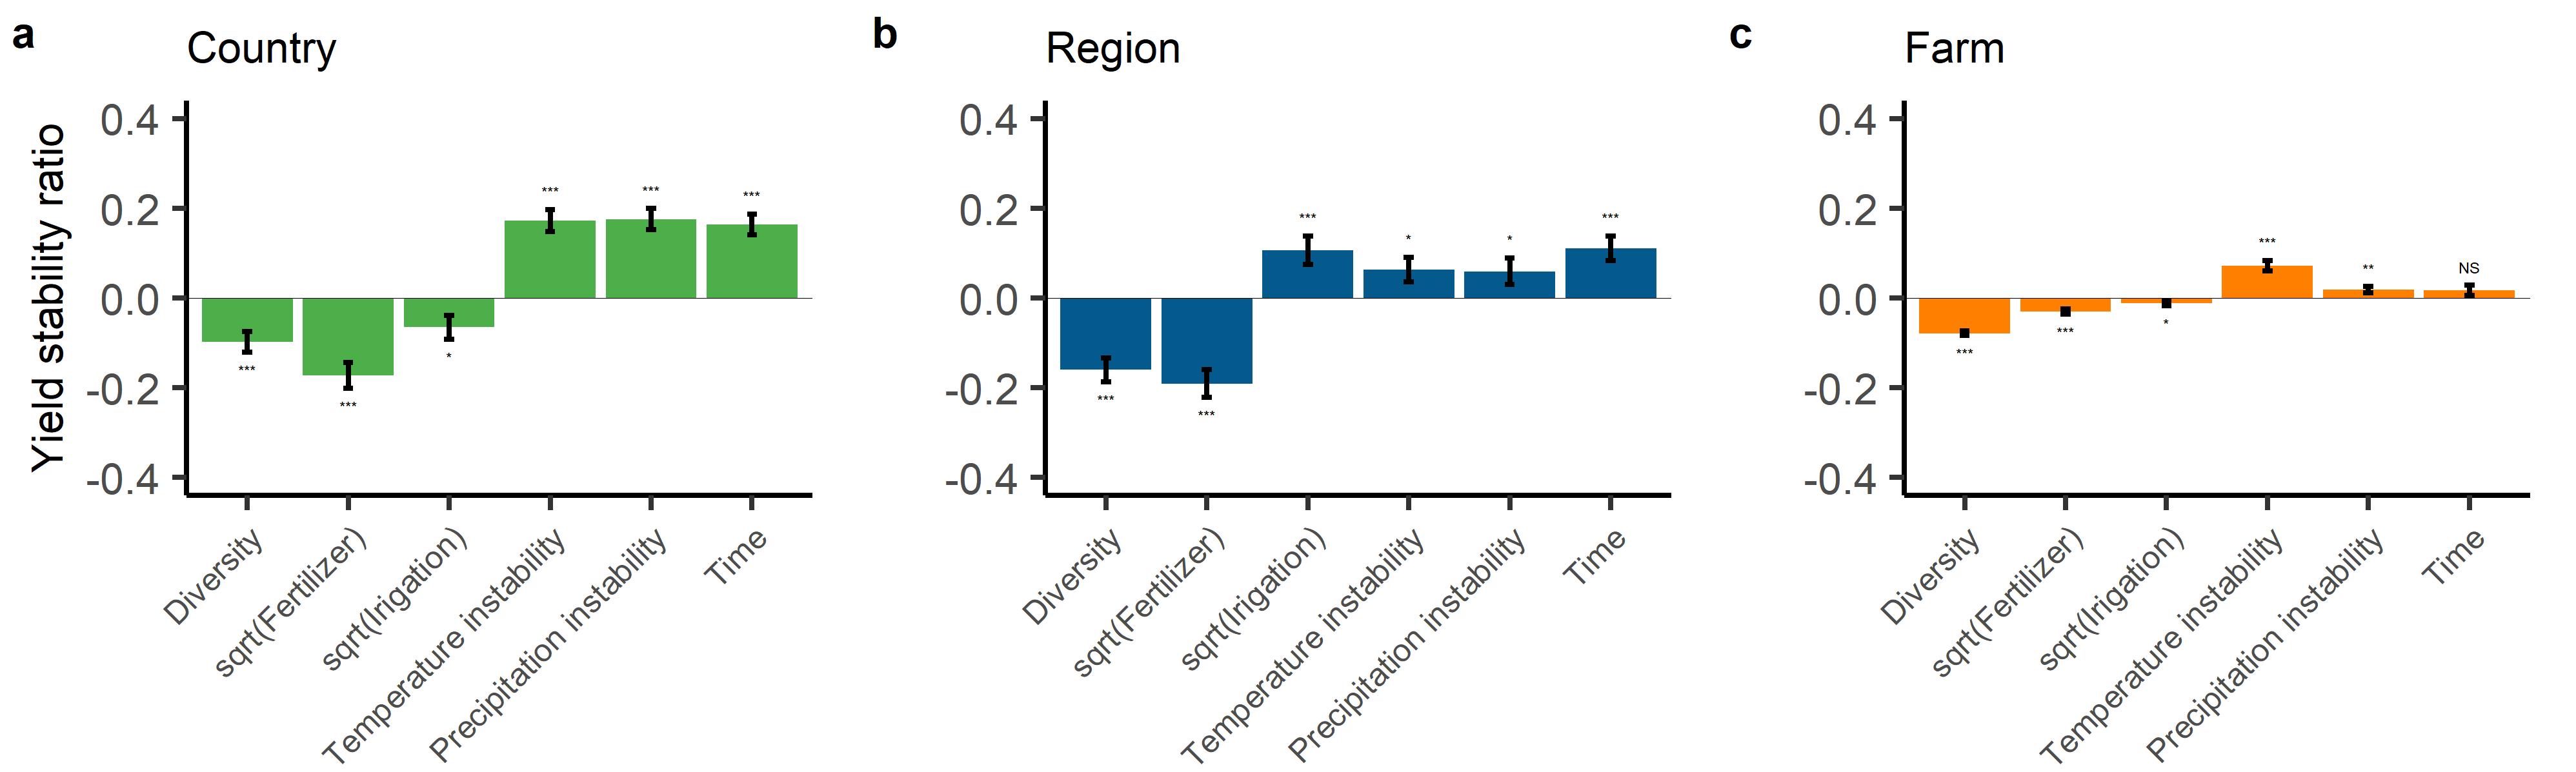 a
Country
Yield stability ratio
0.4
0.2
0.0
-0.2
-0.4
***
***
*
***
***
***
Diversity
sqrt(Fertilizer)
sqrt(Irigation)
Temperature instability
Precipitation instability
Time
b
Region
0.4
0.2
0.0
-0.2
-0.4
***
***
***
*
*
***
Diversity
sqrt(Fertilizer)
sqrt(Irigation)
Temperature instability
Precipitation instability
Time
c
Farm
0.4
0.2
0.0
-0.2
-0.4
***
***
*
***
**
NS
Diversity
sqrt(Fertilizer)
sqrt(Irigation)
Temperature instability
Precipitation instability
Time